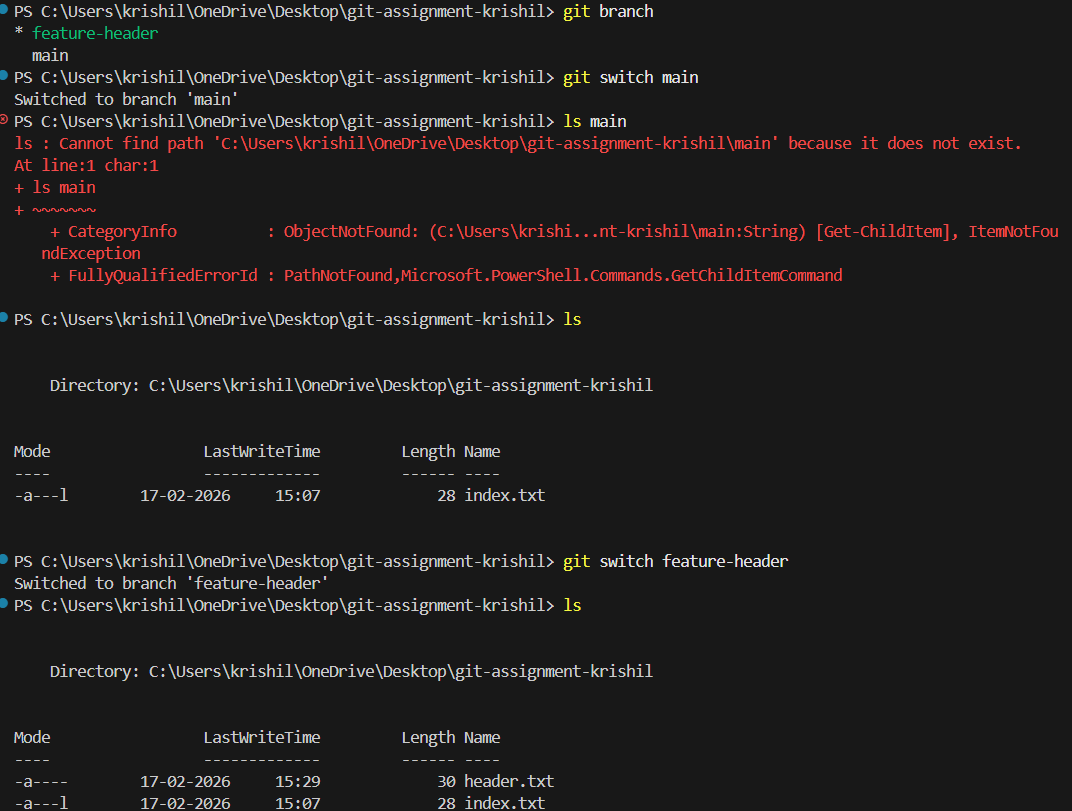 PS C:\Users\krishil\OneDrive\Desktop\git-assignment-krishil> git branch
* feature-header
  main
PS C:\Users\krishil\OneDrive\Desktop\git-assignment-krishil> git switch main
Switched to branch 'main'
PS C:\Users\krishil\OneDrive\Desktop\git-assignment-krishil> ls main
ls : Cannot find path 'C:\Users\krishil\OneDrive\Desktop\git-assignment-krishil\main' because it does not exist.
At line:1 char:1
+ ls main
+ ~~~~~~~
    + CategoryInfo          : ObjectNotFound: (C:\Users\krishi...nt-krishil\main:String) [Get-ChildItem], ItemNotFou
   ndException
    + FullyQualifiedErrorId : PathNotFound,Microsoft.PowerShell.Commands.GetChildItemCommand
PS C:\Users\krishil\OneDrive\Desktop\git-assignment-krishil> ls
    Directory: C:\Users\krishil\OneDrive\Desktop\git-assignment-krishil
Mode                 LastWriteTime         Length Name
----                 -------------         ------ ----
-a---l        17-02-2026     15:07             28 index.txt
PS C:\Users\krishil\OneDrive\Desktop\git-assignment-krishil> git switch feature-header
Switched to branch 'feature-header'
PS C:\Users\krishil\OneDrive\Desktop\git-assignment-krishil> ls
    Directory: C:\Users\krishil\OneDrive\Desktop\git-assignment-krishil
Mode                 LastWriteTime         Length Name
----                 -------------         ------ ----
-a----        17-02-2026     15:29             30 header.txt
-a---l        17-02-2026     15:07             28 index.txt